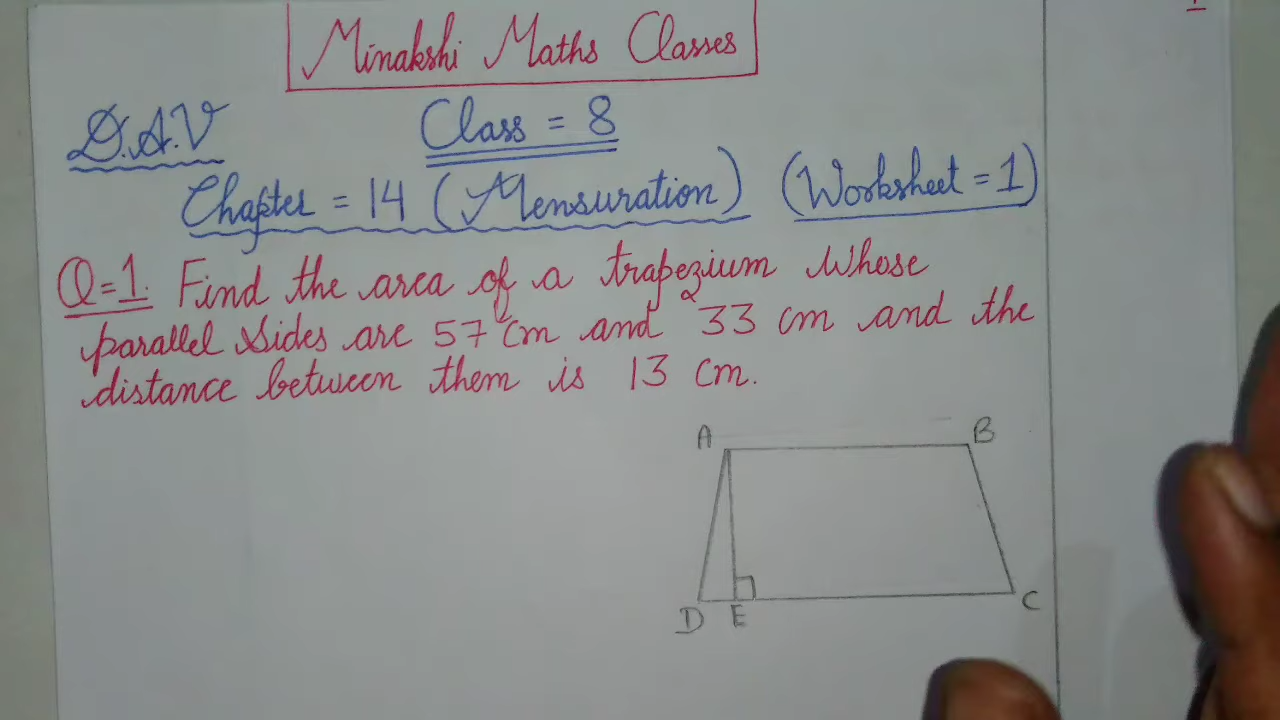 Minakshi Maths Classes
D.A.V
Class = 8
Chapter = 14 (Mensuration) (Worksheet = 1)
Q=1. Find the area of a trapezium whose
parallel sides are 57 cm and 33 cm and the
distance between them is 13 cm.
A B
D E C